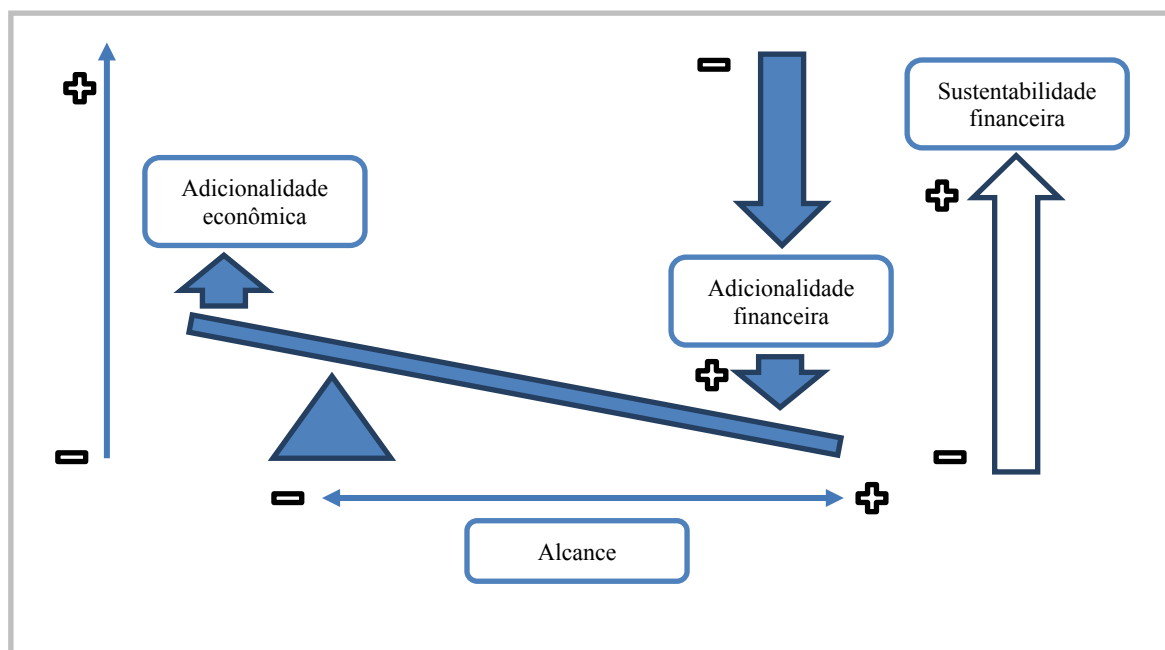 Sustentabilidade
financeira
Adicionalidade
econômica
Adicionalidade
financeira
Alcance